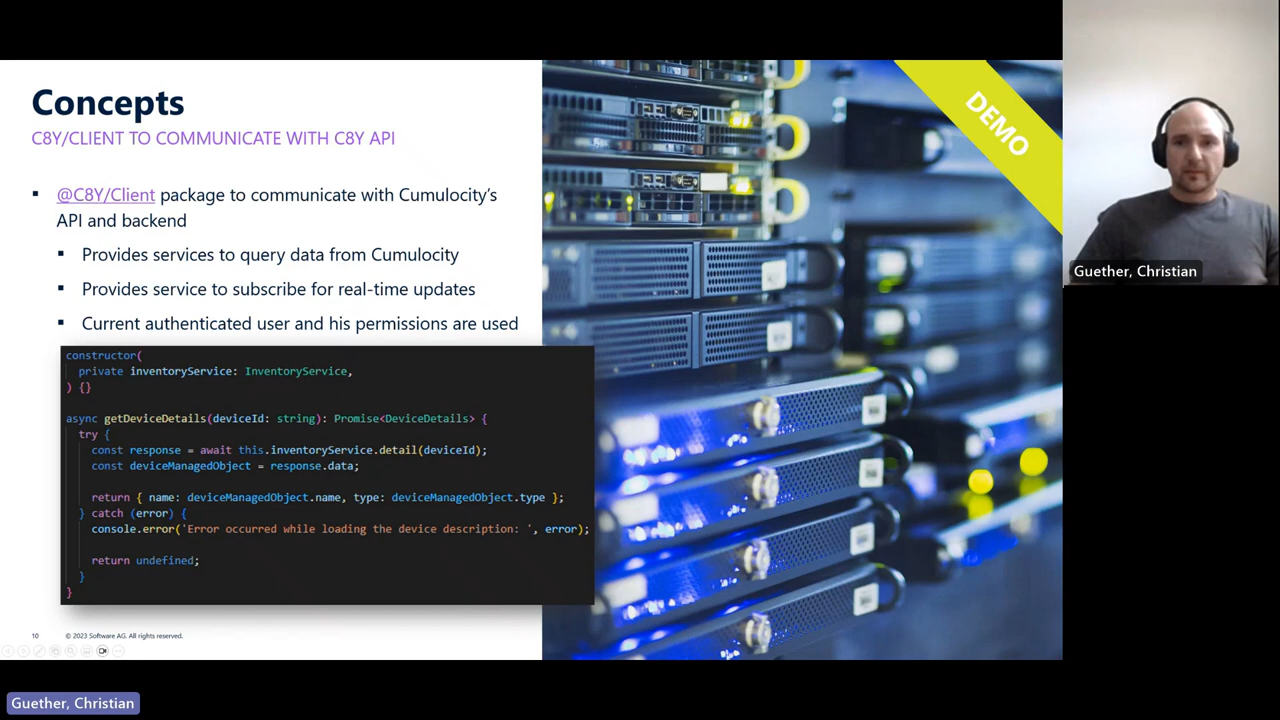 Concepts
C8Y/CLIENT TO COMMUNICATE WITH C8Y API
@C8Y/Client package to communicate with Cumulocity's
API and backend
Provides services to query data from Cumulocity
Provides service to subscribe for real-time updates
Current authenticated user and his permissions are used
constructor(
private inventoryService: InventoryService,
) {}
async getDeviceDetails(deviceId: string): Promise<DeviceDetails> {
try {
const response = await this.inventoryService.detail(deviceId);
const deviceManagedObject = response.data;
return { name: deviceManagedObject.name, type: deviceManagedObject.type };
} catch (error) {
console.error('Error occurred while loading the device description: ', error);
return undefined;
}
}
10 © 2023 Software AG. All rights reserved.
DEMO
Guether, Christian
Guether, Christian